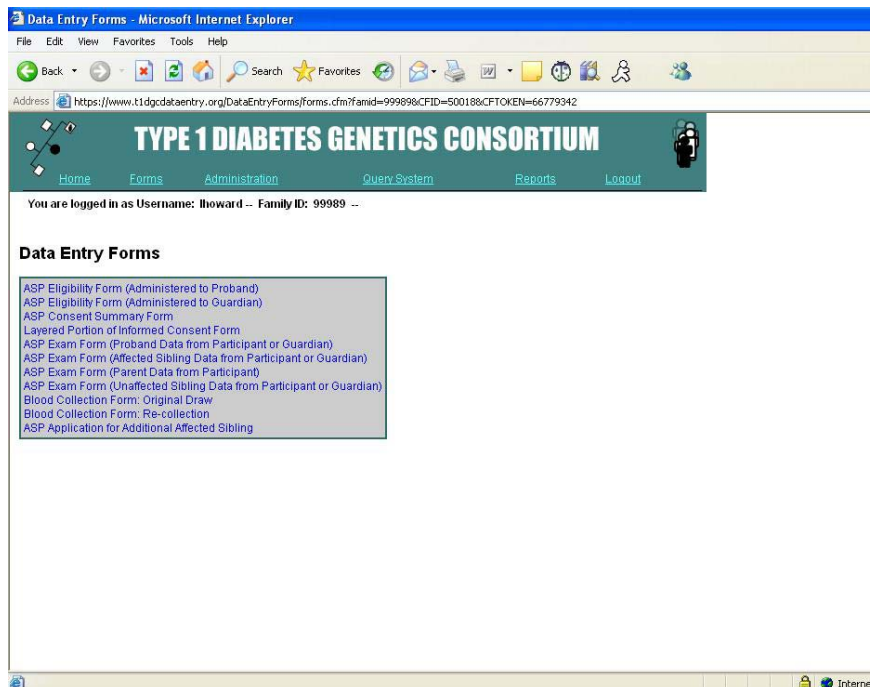 Data Entry Forms - Microsoft Internet Explorer
File Edit View Favorites Tools Help
Back Search Favorites
Address https://www.t1dgcdataentry.org/DataEntryForms/forms.cfm?famid=99989&CFID=500188&CFTOKEN=66779342
TYPE 1 DIABETES GENETICS CONSORTIUM
Home Forms Administration Query System Reports Logout
You are logged in as Username: lhoward -- Family ID: 99989 --
Data Entry Forms
ASP Eligibility Form (Administered to Proband)
ASP Eligibility Form (Administered to Guardian)
ASP Consent Summary Form
Layered Portion of Informed Consent Form
ASP Exam Form (Proband Data from Participant or Guardian)
ASP Exam Form (Affected Sibling Data from Participant or Guardian)
ASP Exam Form (Parent Data from Participant)
ASP Exam Form (Unaffected Sibling Data from Participant or Guardian)
Blood Collection Form: Original Draw
Blood Collection Form: Re-collection
ASP Application for Additional Affected Sibling
Interne